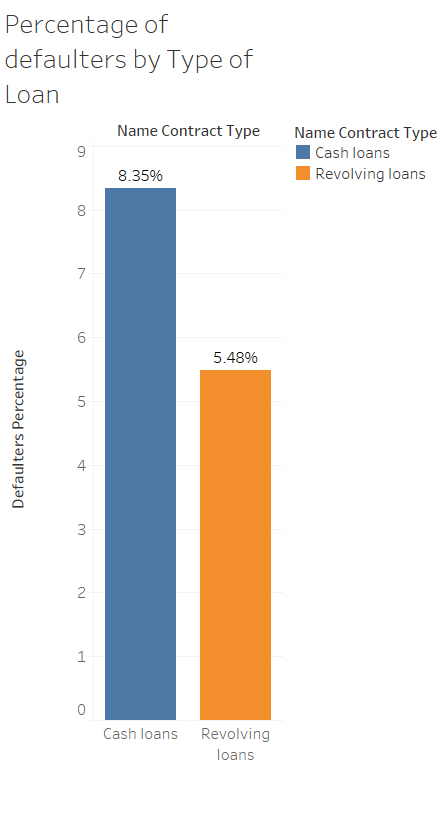 Percentage of
defaulters by Type of
Loan
Name Contract Type
Name Contract Type
Cash loans
Revolving loans
9
8.35%
8
7
6
5.48%
5
4
3
2
1
0
Defaulters Percentage
Cash loans
Revolving
loans